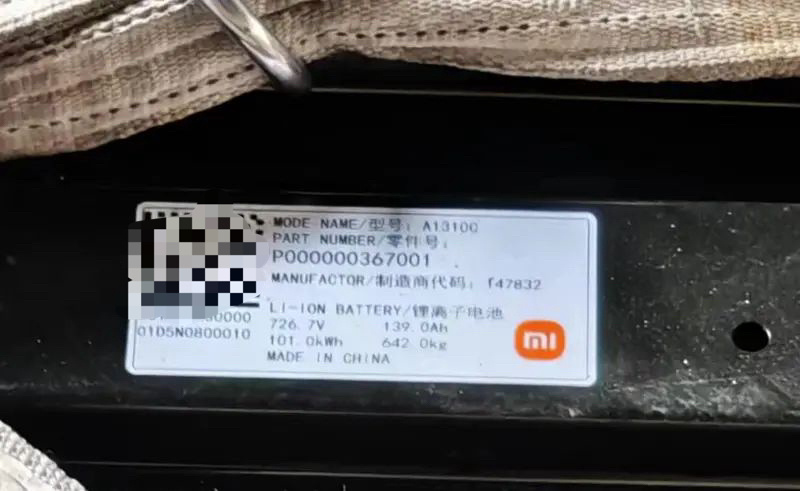 MODE NAME/型号: A13100
PART NUMBER/零件号:
P000000367001
MANUFACTOR/制造商代码: f47832
LI-ION BATTERY/锂离子电池
726.7V 139.0Ah
101.0kWh 642.0kg
MADE IN CHINA
01D5N0800010
mi